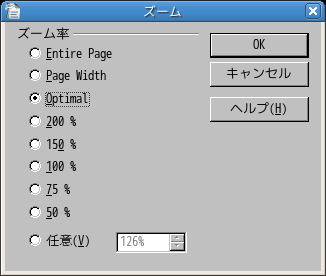 ズーム
ズーム率
Entire Page
Page Width
Optimal
200 %
150 %
100 %
75 %
50 %
任意(V)
126%
OK
キャンセル
ヘルプ(H)